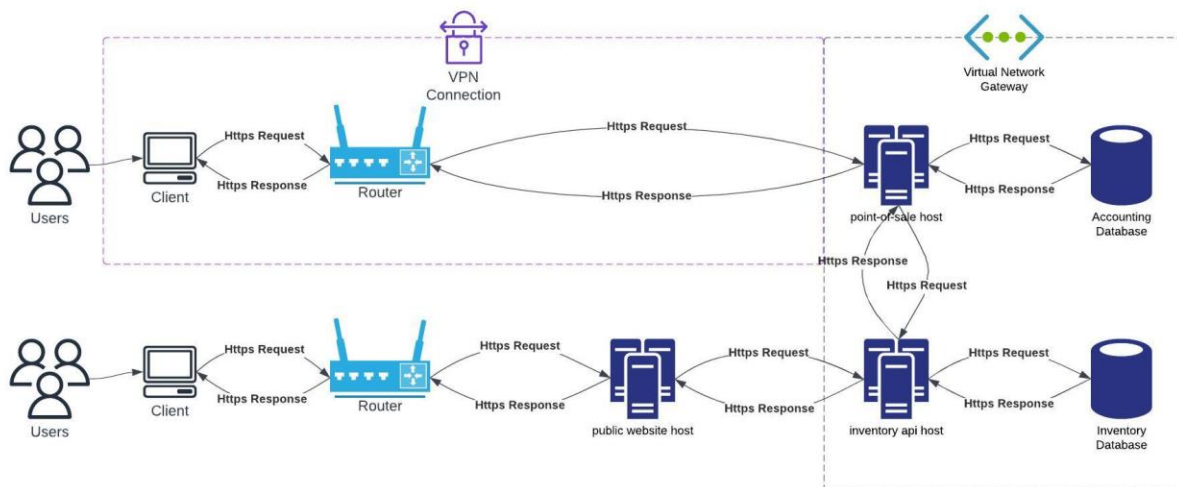 VPN
Connection
Virtual Network
Gateway
Users
Client
Https Request
Https Response
Router
Https Request
Https Response
point-of-sale host
Https Request
Https Response
Accounting
Database
Https Response
Https Request
Users
Client
Https Request
Https Response
Router
Https Request
Https Response
public website host
Https Request
Https Response
inventory api host
Https Request
Https Response
Inventory
Database